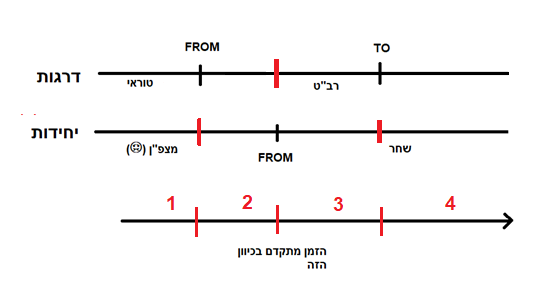 FROM
TO
דרגות
טוראי
רב"ט
יחידות
מצפ"ן (☹)
FROM
שחר
1 2 3 4
הזמן מתקדם בכיוון
הזה